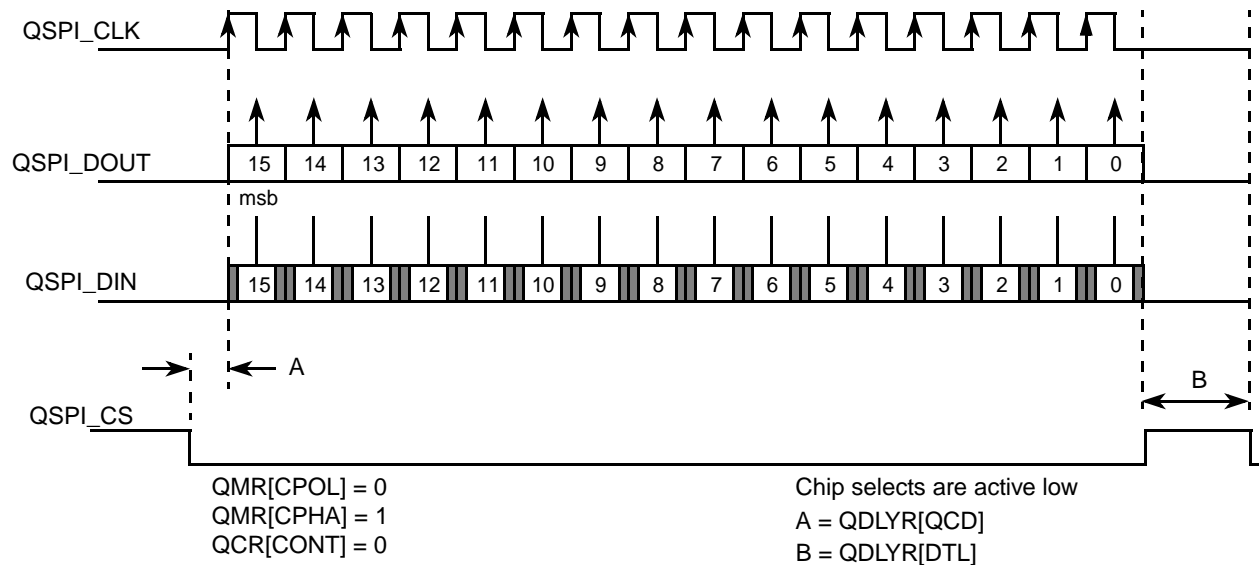 QSPI_CLK
QSPI_DOUT
15 14 13 12 11 10 9 8 7 6 5 4 3 2 1 0
msb
QSPI_DIN
15 14 13 12 11 10 9 8 7 6 5 4 3 2 1 0
A
B
QSPI_CS
QMR[CPOL] = 0
QMR[CPHA] = 1
QCR[CONT] = 0
Chip selects are active low
A = QDLYR[QCD]
B = QDLYR[DTL]